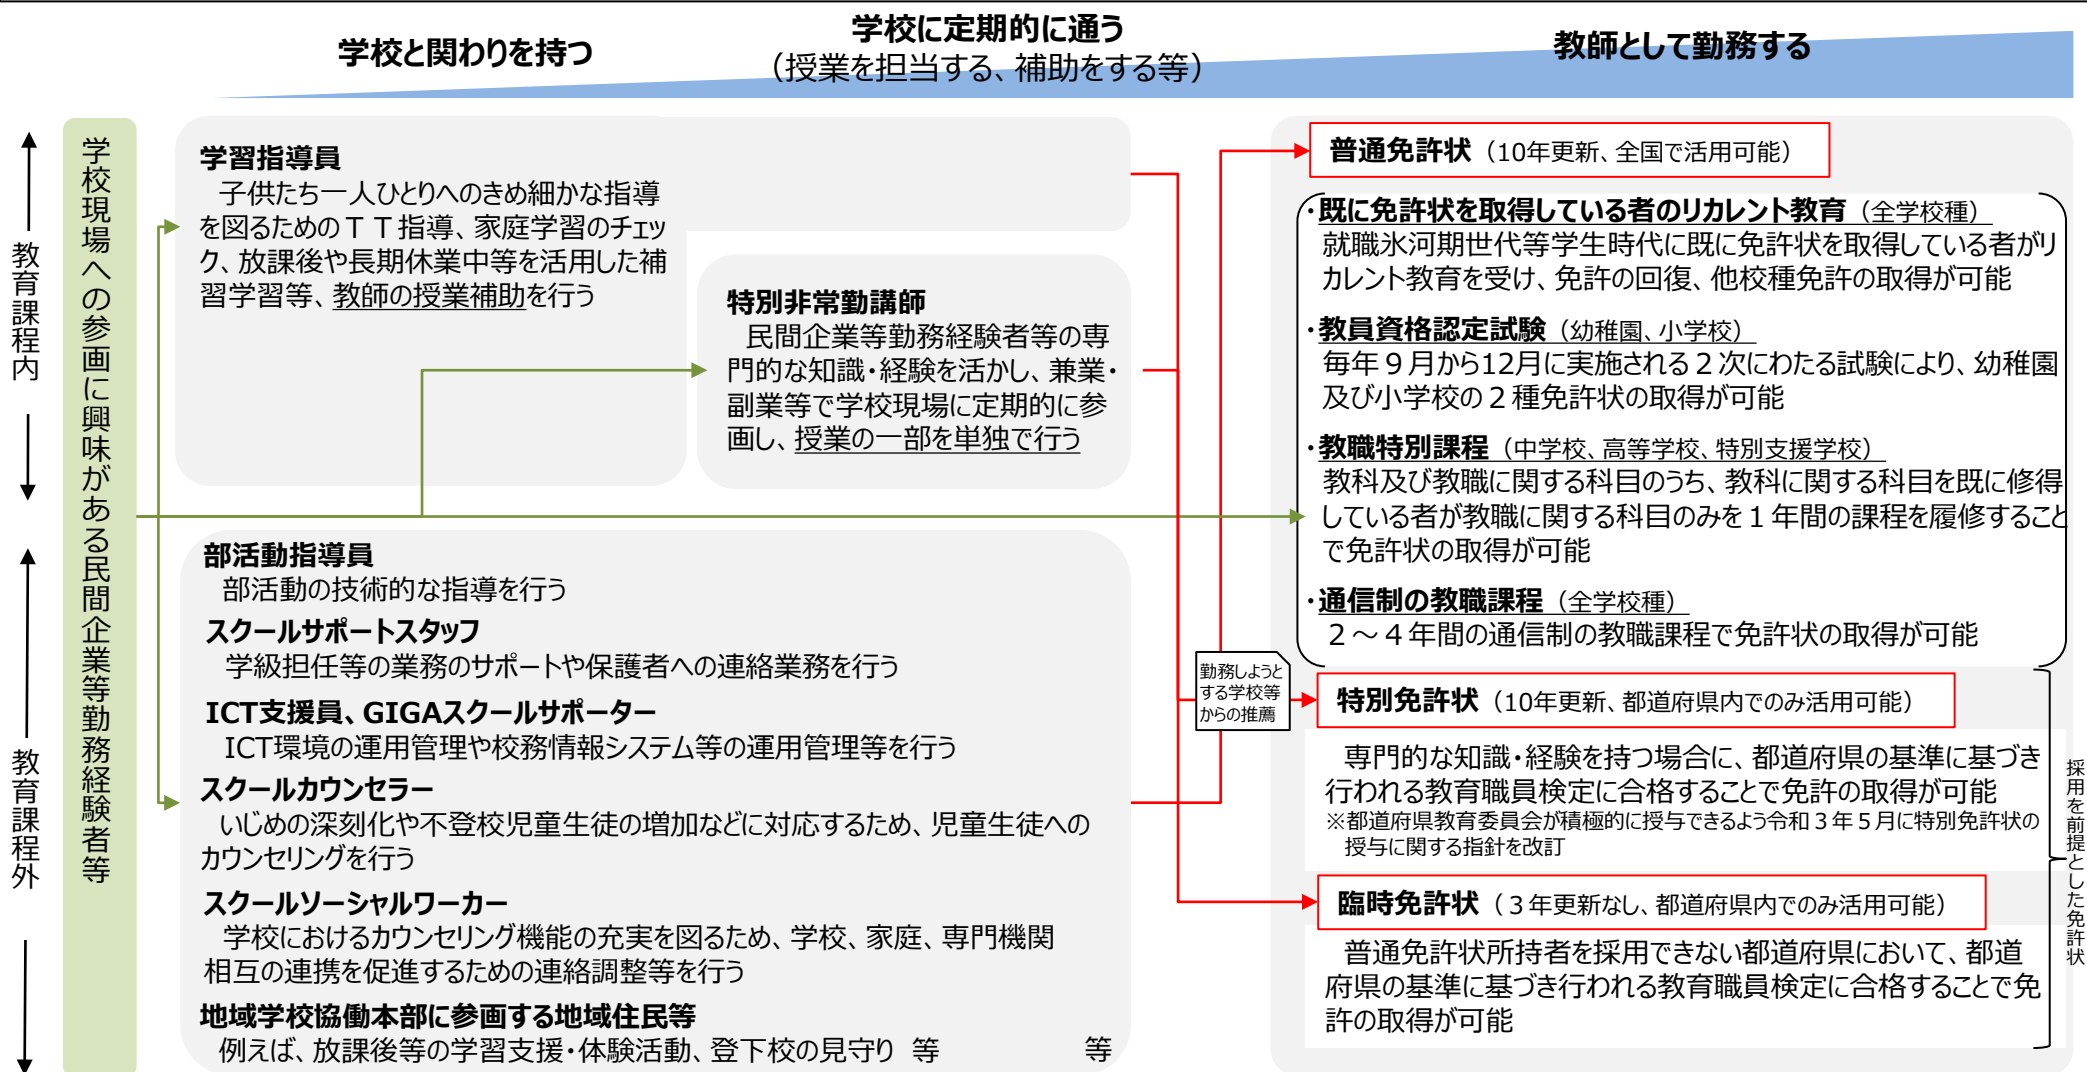 学校と関わりを持つ
学校に定期的に通う
（授業を担当する、補助をする等）
教師として勤務する
教育課程内
教育課程外
学校現場への参画に興味がある民間企業等勤務経験者等
学習指導員
子供たち一人ひとりへのきめ細かな指導
を図るためのＴＴ指導、家庭学習のチェッ
ク、放課後や長期休業中等を活用した補
習学習等、教師の授業補助を行う
特別非常勤講師
民間企業等勤務経験者等の専
門的な知識・経験を活かし、兼業・
副業等で学校現場に定期的に参
画し、授業の一部を単独で行う
部活動指導員
部活動の技術的な指導を行う
スクールサポートスタッフ
学級担任等の業務のサポートや保護者への連絡業務を行う
ICT支援員、GIGAスクールサポーター
ICT環境の運用管理や校務情報システム等の運用管理等を行う
スクールカウンセラー
いじめの深刻化や不登校児童生徒の増加などに対応するため、児童生徒への
カウンセリングを行う
スクールソーシャルワーカー
学校におけるカウンセリング機能の充実を図るため、学校、家庭、専門機関
相互の連携を促進するための連絡調整等を行う
地域学校協働本部に参画する地域住民等
例えば、放課後等の学習支援・体験活動、登下校の見守り 等 等
普通免許状（10年更新、全国で活用可能）
・既に免許状を取得している者のリカレント教育（全学校種）
就職氷河期世代等学生時代に既に免許状を取得している者がリ
カレント教育を受け、免許の回復、他校種免許の取得が可能
・教員資格認定試験（幼稚園、小学校）
毎年９月から12月に実施される２次にわたる試験により、幼稚園
及び小学校の２種免許状の取得が可能
・教職特別課程（中学校、高等学校、特別支援学校）
教科及び教職に関する科目のうち、教科に関する科目を既に修得
している者が教職に関する科目のみを１年間の課程を履修すること
で免許状の取得が可能
・通信制の教職課程（全学校種）
２～４年間の通信制の教職課程で免許状の取得が可能
勤務しようと
する学校等
からの推薦
特別免許状（10年更新、都道府県内でのみ活用可能）
専門的な知識・経験を持つ場合に、都道府県の基準に基づき
行われる教育職員検定に合格することで免許の取得が可能
※都道府県教育委員会が積極的に授与できるよう令和３年５月に特別免許状の
授与に関する指針を改訂
臨時免許状（３年更新なし、都道府県内でのみ活用可能）
普通免許状所持者を採用できない都道府県において、都道
府県の基準に基づき行われる教育職員検定に合格することで免
許の取得が可能
採用を前提とした免許状